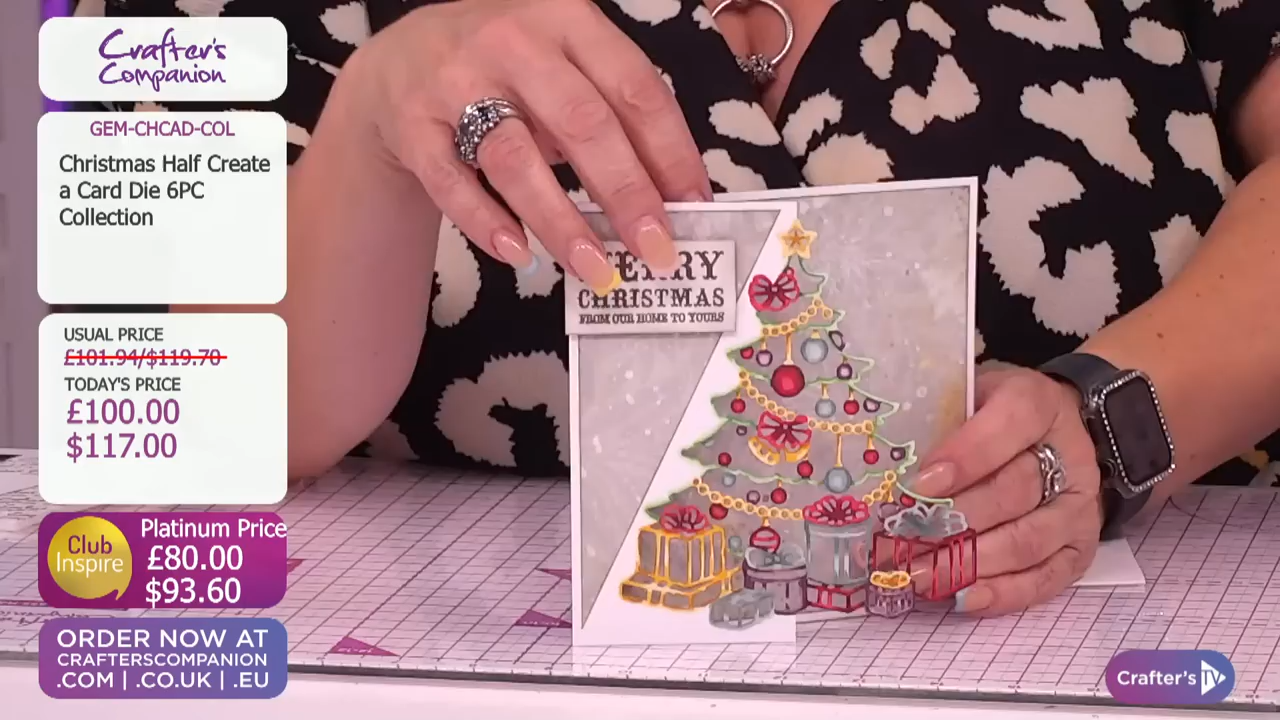 Crafter's
Companion
GEM-CHCAD-COL
Christmas Half Create
a Card Die 6PC
Collection
USUAL PRICE
£101.94/$119.70
TODAY'S PRICE
£100.00
$117.00
Club
Inspire
Platinum Price
£80.00
$93.60
ORDER NOW AT
CRAFTERSCOMPANION
.COM | .CO.UK | .EU
MERRY
CHRISTMAS
FROM OUR HOME TO YOURS
Crafter's TV